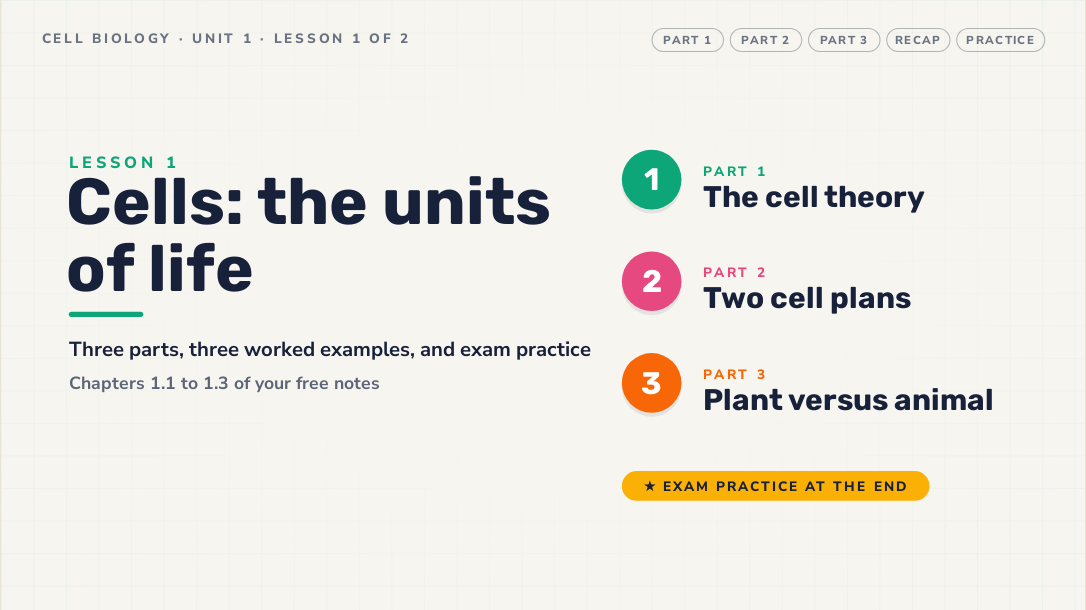 CELL BIOLOGY · UNIT 1 · LESSON 1 OF 2
PART 1
PART 2
PART 3
RECAP
PRACTICE
LESSON 1
Cells: the units
of life
Three parts, three worked examples, and exam practice
Chapters 1.1 to 1.3 of your free notes
1
PART 1
The cell theory
2
PART 2
Two cell plans
3
PART 3
Plant versus animal
★ EXAM PRACTICE AT THE END